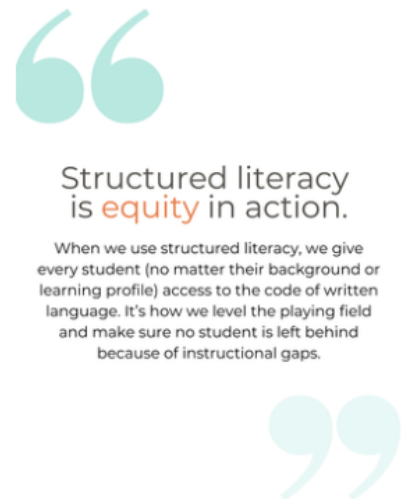 Structured literacy
is equity in action.
When we use structured literacy, we give
every student (no matter their background or
learning profile) access to the code of written
language. It's how we level the playing field
and make sure no student is left behind
because of instructional gaps.